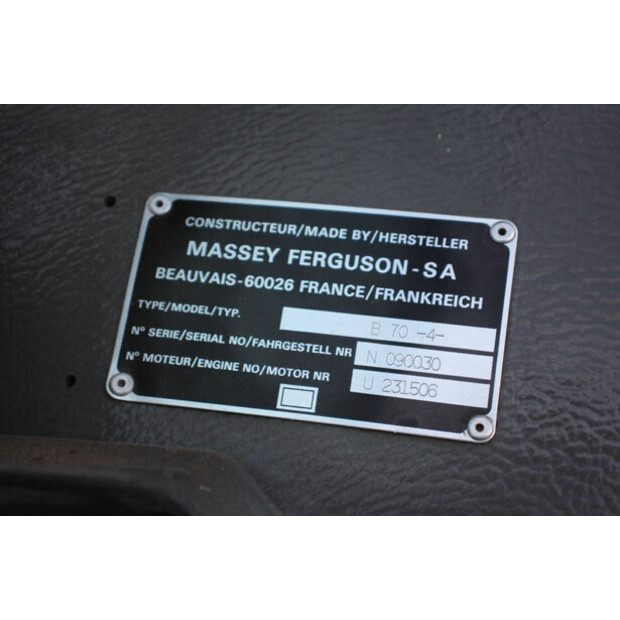 CONSTRUCTEUR/MADE BY/HERSTELLER
MASSEY FERGUSON-SA
BEAUVAIS-60026 FRANCE/FRANKREICH
TYPE/MODEL/TYP. B 70 -4-
N° SERIE/SERIAL NO/FAHRGESTELL NR N 090030
N° MOTEUR/ENGINE NO/MOTOR NR U 231506